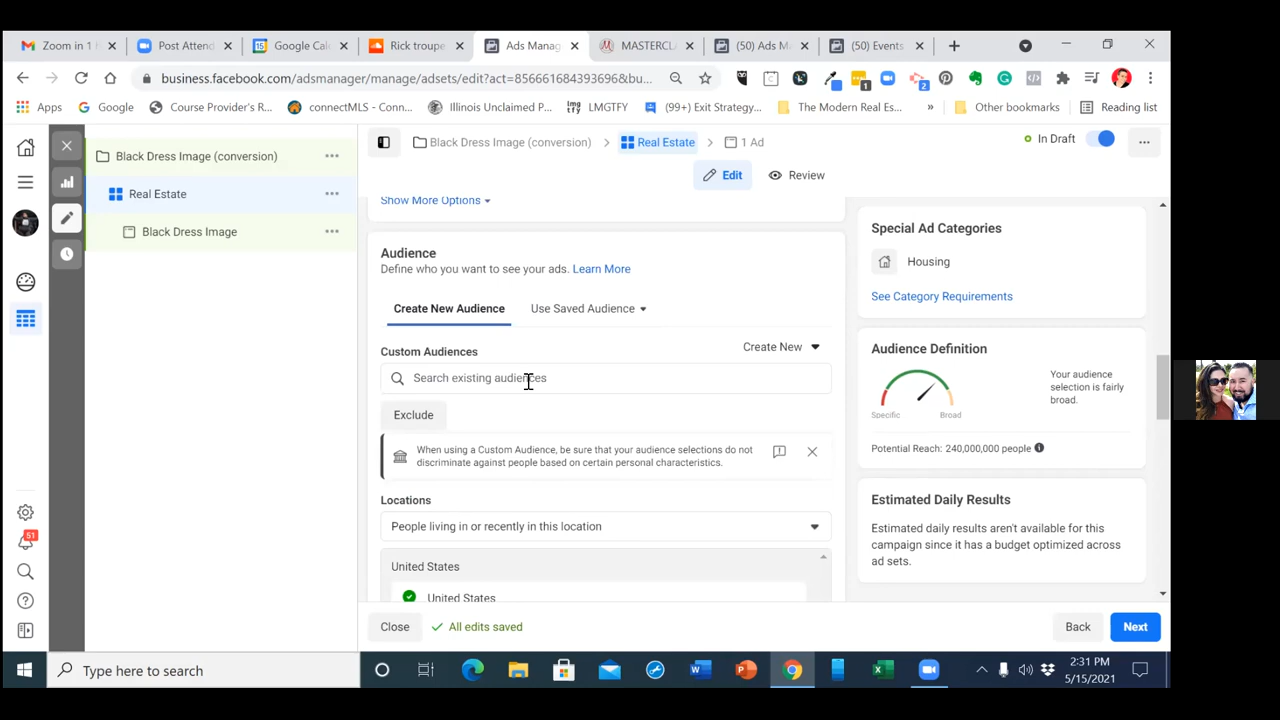 Zoom in 1 H
Post Attend
Google Cale
Rick troupe
Ads Manag
MASTERCLA
(50) Ads M
(50) Events
business.facebook.com/adsmanager/manage/adsets/edit?act=856661684393696&bu...
Apps
Google
Course Provider's R...
connectMLS - Conn...
Illinois Unclaimed P...
LMGTFY
(99+) Exit Strategy...
The Modern Real Es...
»
Other bookmarks
Reading list
Black Dress Image (conversion)
Real Estate
Black Dress Image
Black Dress Image (conversion)
Real Estate
1 Ad
In Draft
Edit
Review
Show More Options
Audience
Define who you want to see your ads. Learn More
Create New Audience
Use Saved Audience
Custom Audiences
Create New
Search existing audiences
Exclude
When using a Custom Audience, be sure that your audience selections do not
discriminate against people based on certain personal characteristics.
Locations
People living in or recently in this location
United States
United States
Special Ad Categories
Housing
See Category Requirements
Audience Definition
Your audience
selection is fairly
broad.
Specific
Broad
Potential Reach: 240,000,000 people
Estimated Daily Results
Estimated daily results aren't available for this
campaign since it has a budget optimized across
ad sets.
51
Close
All edits saved
Back
Next
Type here to search
2:31 PM
5/15/2021